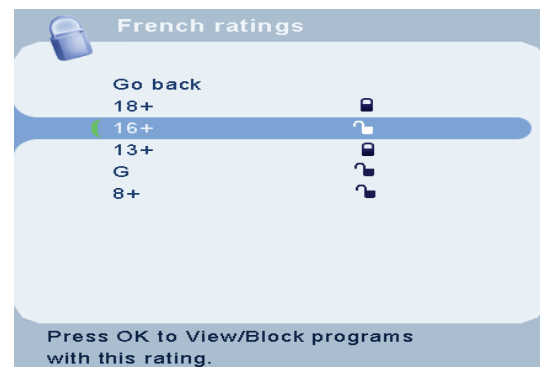 French ratings
Go back
18+
16+
13+
G
8+
Press OK to View/Block programs
with this rating.